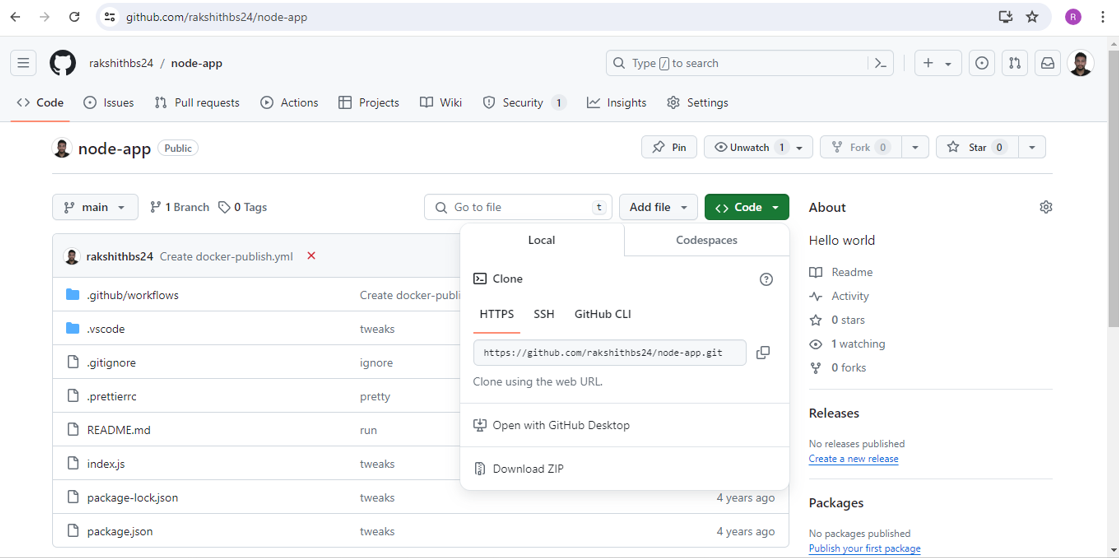 github.com/rakshithbs24/node-app
R
rakshithbs24 / node-app
Type / to search
Code Issues Pull requests Actions Projects Wiki Security 1 Insights Settings
node-app Public
Pin Unwatch 1 Fork 0 Star 0
main 1 Branch 0 Tags Go to file t Add file Code
Local Codespaces
Clone
HTTPS SSH GitHub CLI
https://github.com/rakshithbs24/node-app.git
Clone using the web URL.
Open with GitHub Desktop
Download ZIP
rakshithbs24 Create docker-publish.yml
.github/workflows Create docker-publi
.vscode tweaks
.gitignore ignore
.prettierrc pretty
README.md run
index.js tweaks
package-lock.json tweaks 4 years ago
package.json tweaks 4 years ago
About
Hello world
Readme
Activity
0 stars
1 watching
0 forks
Releases
No releases published
Create a new release
Packages
No packages published
Publish your first package